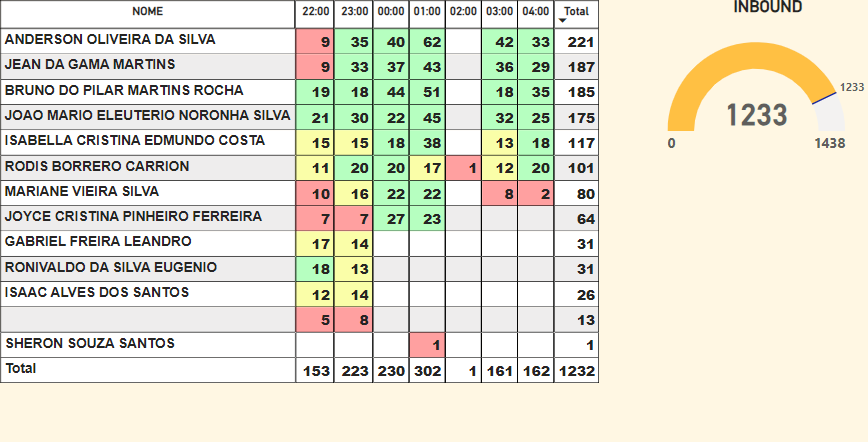 NOME 22:00 23:00 00:00 01:00 02:00 03:00 04:00 Total
ANDERSON OLIVEIRA DA SILVA 9 35 40 62 42 33 221
JEAN DA GAMA MARTINS 9 33 37 43 36 29 187
BRUNO DO PILAR MARTINS ROCHA 19 18 44 51 18 35 185
JOAO MARIO ELEUTERIO NORONHA SILVA 21 30 22 45 32 25 175
ISABELLA CRISTINA EDMUNDO COSTA 15 15 18 38 13 18 117
RODIS BORRERO CARRION 11 20 20 17 1 12 20 101
MARIANE VIEIRA SILVA 10 16 22 22 8 2 80
JOYCE CRISTINA PINHEIRO FERREIRA 7 7 27 23 64
GABRIEL FREIRA LEANDRO 17 14 31
RONIVALDO DA SILVA EUGENIO 18 13 31
ISAAC ALVES DOS SANTOS 12 14 26
5 8 13
SHERON SOUZA SANTOS 1 1
Total 153 223 230 302 1 161 162 1232
INBOUND
1233
1233
0 1438